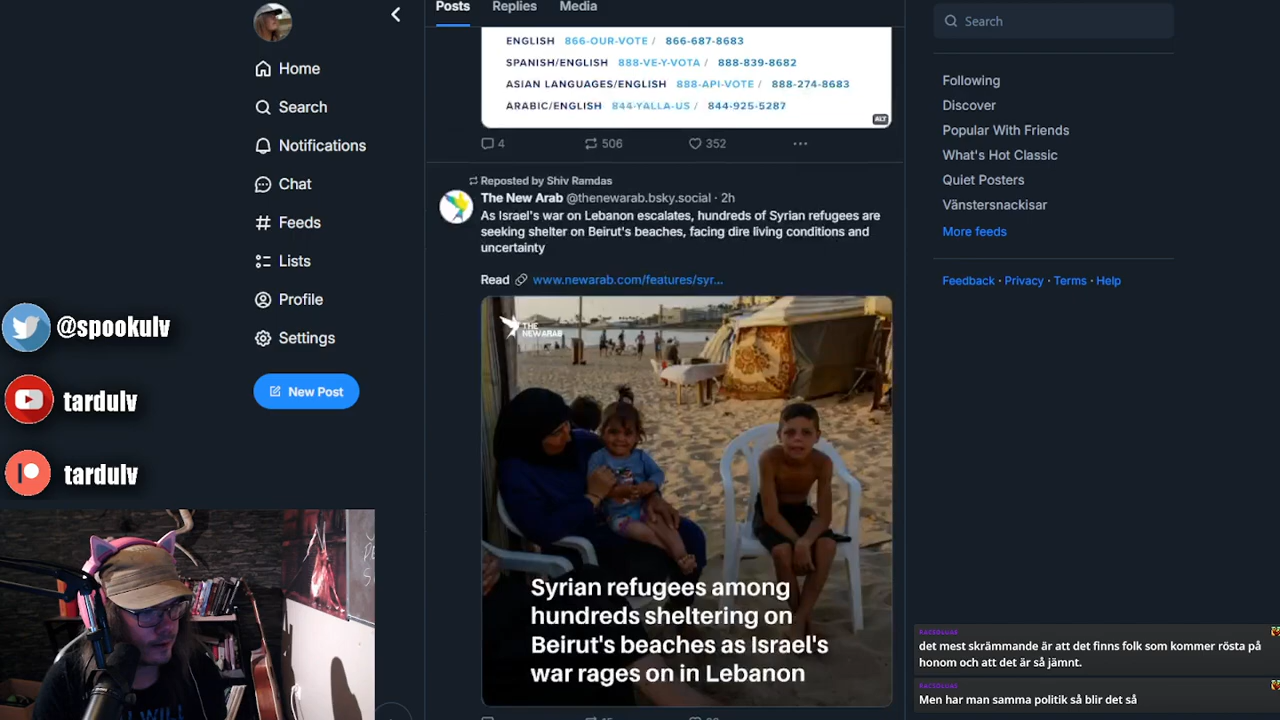 Posts Replies Media
Home
Search
Notifications
Chat
Feeds
Lists
Profile
Settings
New Post
@spookulv
tardulv
tardulv
ENGLISH 866-OUR-VOTE / 866-687-8683
SPANISH/ENGLISH 888-VE-Y-VOTA / 888-839-8682
ASIAN LANGUAGES/ENGLISH 888-API-VOTE / 888-274-8683
ARABIC/ENGLISH 844-YALLA-US / 844-925-5287
ALT
4 506 352 ...
Reposted by Shiv Ramdas
The New Arab @thenewarab.bsky.social · 2h
As Israel's war on Lebanon escalates, hundreds of Syrian refugees are
seeking shelter on Beirut's beaches, facing dire living conditions and
uncertainty
Read www.newarab.com/features/syr...
THE
NEW ARAB
Syrian refugees among
hundreds sheltering on
Beirut's beaches as Israel's
war rages on in Lebanon
Search
Following
Discover
Popular With Friends
What's Hot Classic
Quiet Posters
Vänstersnackisar
More feeds
Feedback · Privacy · Terms · Help
det mest skrämmande är att det finns folk som kommer rösta på
honom och att det är så jämnt.
Men har man samma politik så blir det så